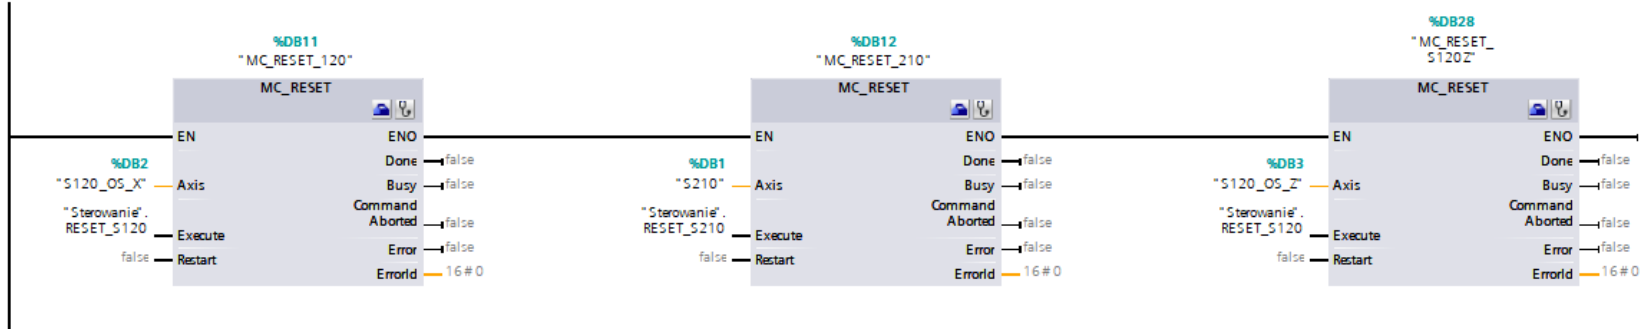 %DB11
"MC_RESET_120"
MC_RESET
EN
ENO
Done
false
%DB2
"S120_OS_X"
Axis
Busy
false
Command
Aborted
false
"Sterowanie".
RESET_S120
Execute
Error
false
false
Restart
ErrorId
16#0
%DB12
"MC_RESET_210"
MC_RESET
EN
ENO
Done
false
%DB1
"S210"
Axis
Busy
false
Command
Aborted
false
"Sterowanie".
RESET_S210
Execute
Error
false
false
Restart
ErrorId
16#0
%DB28
"MC_RESET_
S120Z"
MC_RESET
EN
ENO
Done
false
%DB3
"S120_OS_Z"
Axis
Busy
false
Command
Aborted
false
"Sterowanie".
RESET_S120
Execute
Error
false
false
Restart
ErrorId
16#0